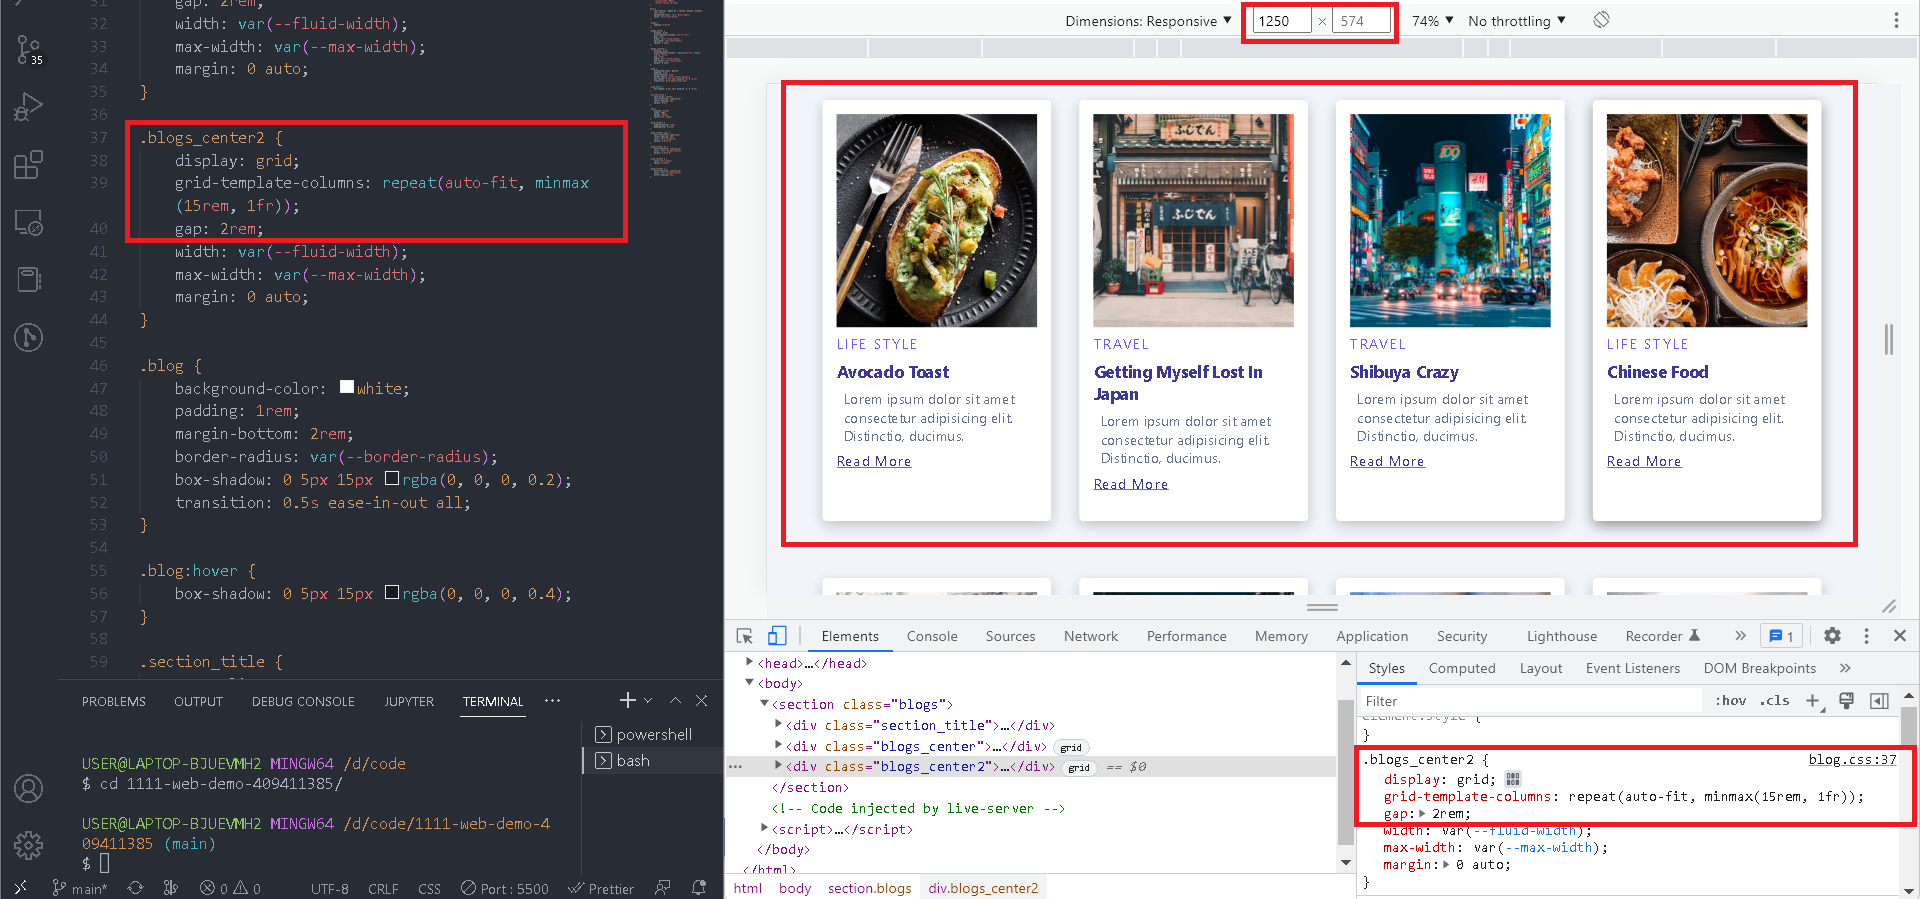 31 gap: 2rem;
32 width: var(--fluid-width);
33 max-width: var(--max-width);
34 margin: 0 auto;
35 }
36
37 .blogs_center2 {
38 display: grid;
39 grid-template-columns: repeat(auto-fit, minmax
(15rem, 1fr));
40 gap: 2rem;
41 width: var(--fluid-width);
42 max-width: var(--max-width);
43 margin: 0 auto;
44 }
45
46 .blog {
47 background-color: white;
48 padding: 1rem;
49 margin-bottom: 2rem;
50 border-radius: var(--border-radius);
51 box-shadow: 0 5px 15px rgba(0, 0, 0, 0.2);
52 transition: 0.5s ease-in-out all;
53 }
54
55 .blog:hover {
56 box-shadow: 0 5px 15px rgba(0, 0, 0, 0.4);
57 }
58
59 .section_title {
35
PROBLEMS OUTPUT DEBUG CONSOLE JUPYTER TERMINAL ···
powershell
bash
USER@LAPTOP-BJUEVMH2 MINGW64 /d/code
$ cd 1111-web-demo-409411385/
USER@LAPTOP-BJUEVMH2 MINGW64 /d/code/1111-web-demo-4
09411385 (main)
$
main* 0 0 UTF-8 CRLF CSS Port : 5500 Prettier
Dimensions: Responsive 1250 × 574 74% No throttling
ふじでん
ふじてん
109
LIFE STYLE
Avocado Toast
Lorem ipsum dolor sit amet
consectetur adipisicing elit.
Distinctio, ducimus.
Read More
TRAVEL
Getting Myself Lost In
Japan
Lorem ipsum dolor sit amet
consectetur adipisicing elit.
Distinctio, ducimus.
Read More
TRAVEL
Shibuya Crazy
Lorem ipsum dolor sit amet
consectetur adipisicing elit.
Distinctio, ducimus.
Read More
LIFE STYLE
Chinese Food
Lorem ipsum dolor sit amet
consectetur adipisicing elit.
Distinctio, ducimus.
Read More
Elements Console Sources Network Performance Memory Application Security Lighthouse Recorder » 1
<head>…</head>
<body>
<section class="blogs">
<div class="section_title">…</div>
<div class="blogs_center">…</div> grid
··· <div class="blogs_center2">…</div> grid == $0
</section>
<!-- Code injected by live-server -->
<script>…</script>
</body>
</html>
html body section.blogs div.blogs_center2
Styles Computed Layout Event Listeners DOM Breakpoints »
Filter :hov .cls +
element.style {
}
.blogs_center2 { blog.css:37
display: grid;
grid-template-columns: repeat(auto-fit, minmax(15rem, 1fr));
gap: 2rem;
width: var(--fluid-width);
max-width: var(--max-width);
margin: 0 auto;
}